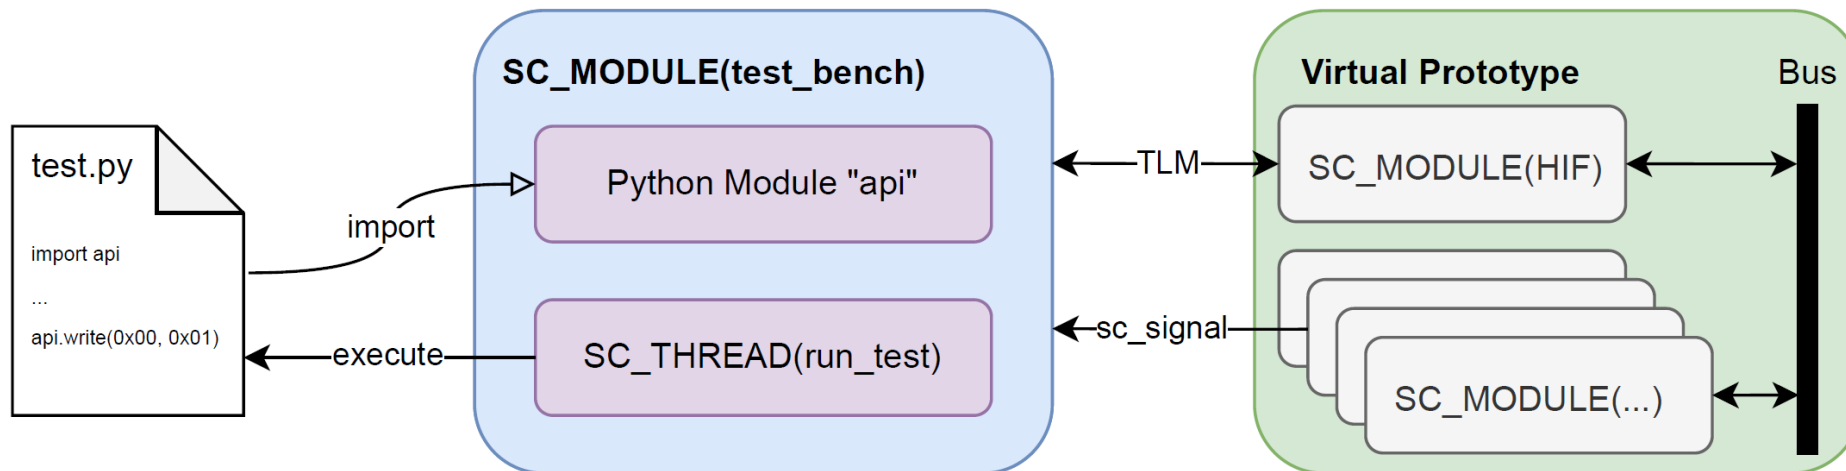 test.py
import api
...
api.write(0x00, 0x01)
import
execute
SC_MODULE(test_bench)
Python Module "api"
SC_THREAD(run_test)
TLM
sc_signal
Virtual Prototype
Bus
SC_MODULE(HIF)
SC_MODULE(...)